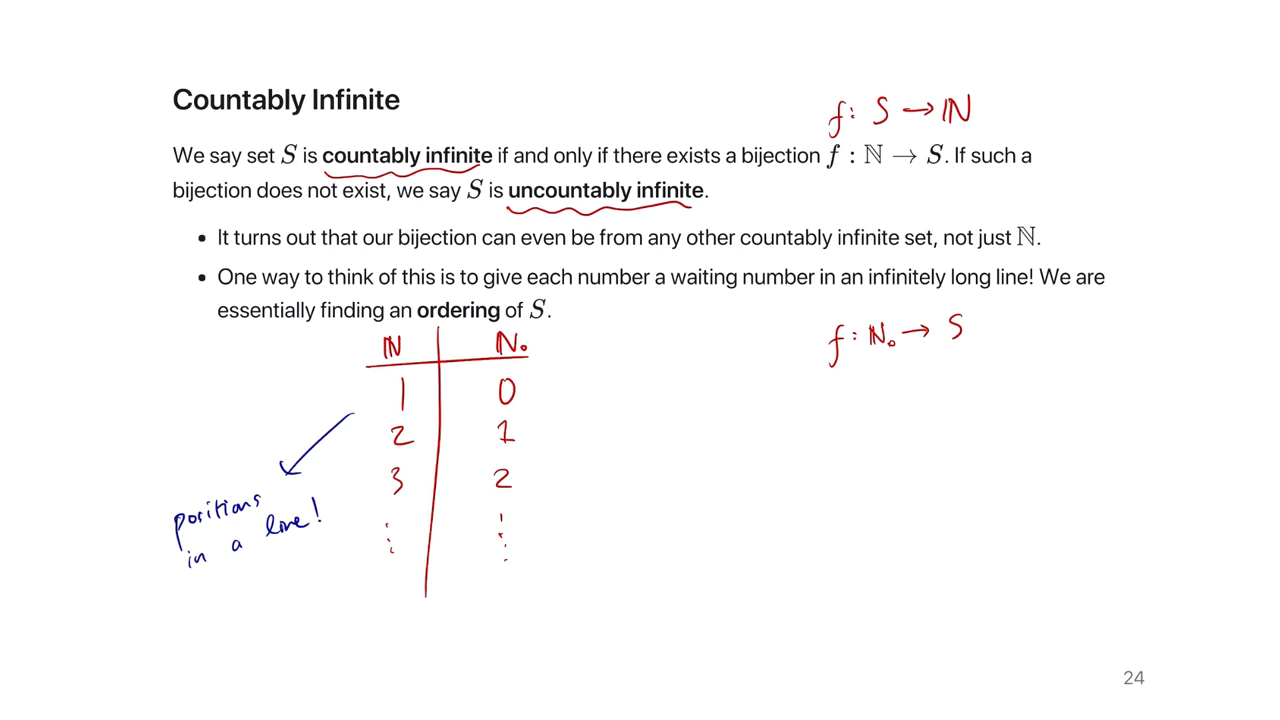 Countably Infinite
f: S → ℕ
We say set S is countably infinite if and only if there exists a bijection f : ℕ → S. If such a
bijection does not exist, we say S is uncountably infinite.
• It turns out that our bijection can even be from any other countably infinite set, not just ℕ.
• One way to think of this is to give each number a waiting number in an infinitely long line! We are
essentially finding an ordering of S.
f: ℕ₀ → S
ℕ ℕ₀
1 0
2 1
3 2
⋮ ⋮
positions
in a line!
24